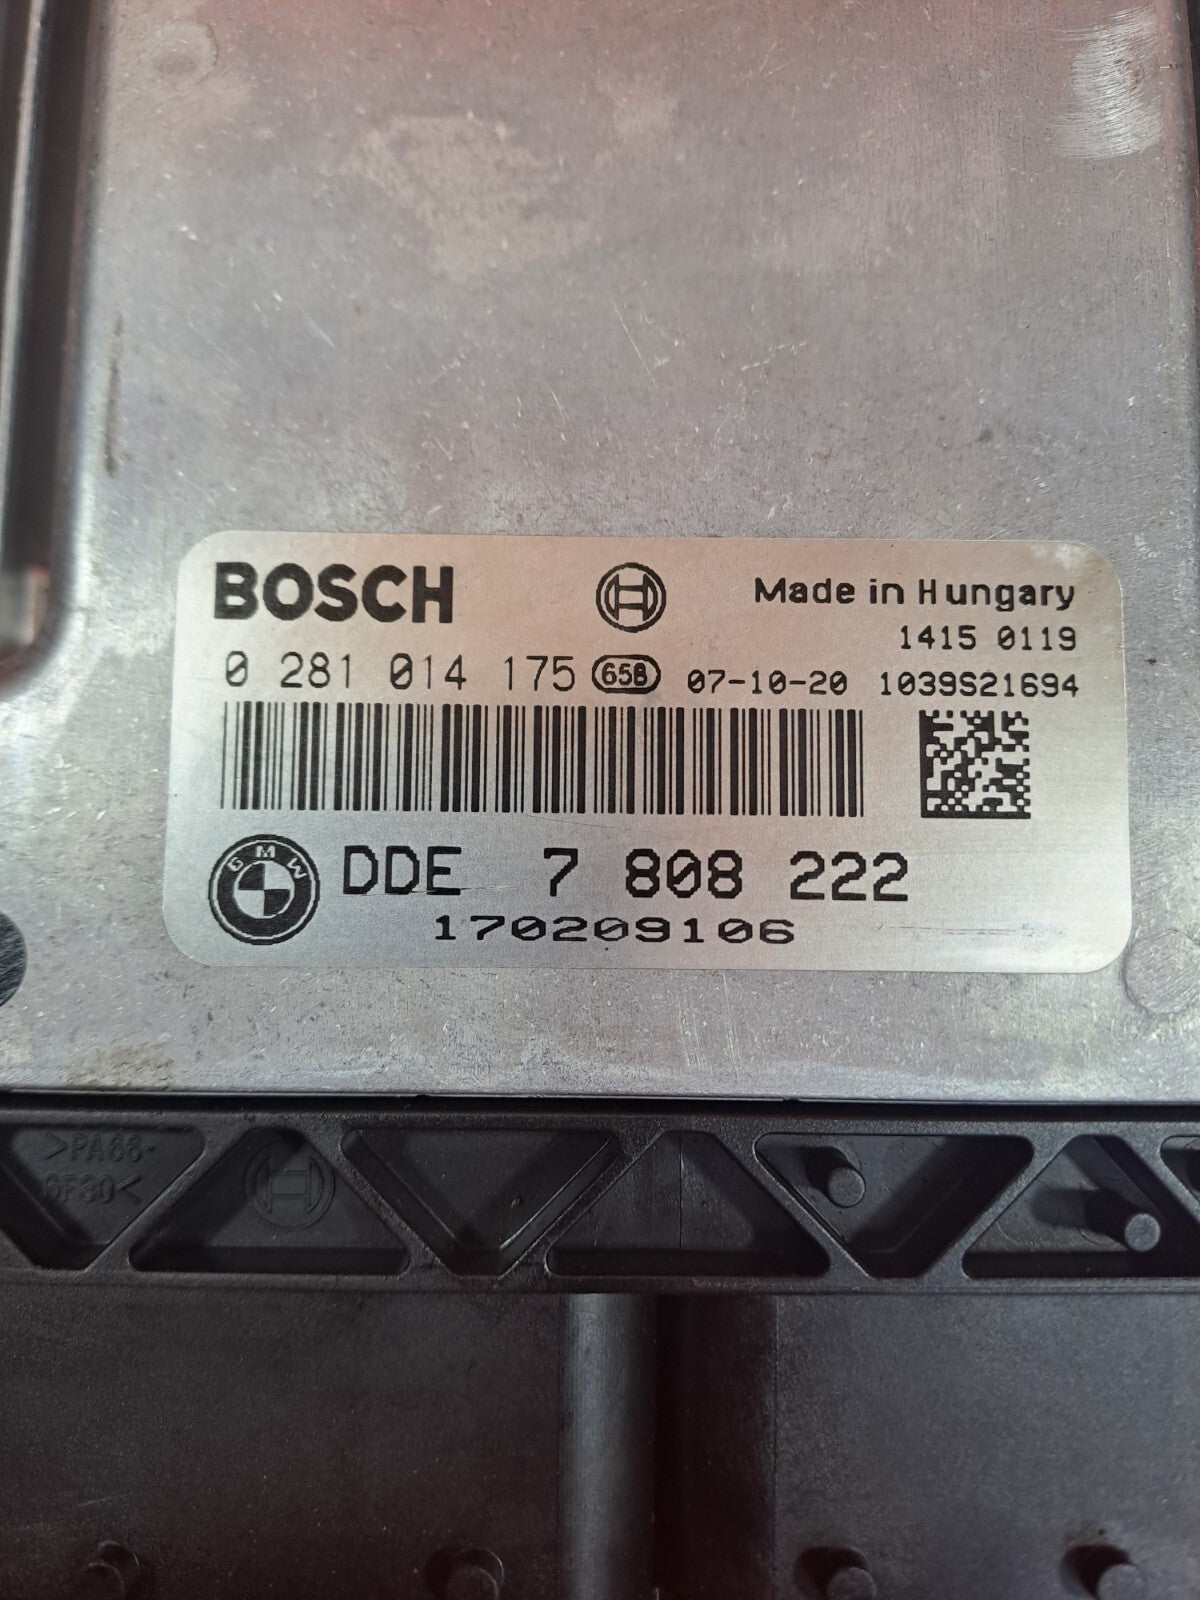 BOSCH
Made in Hungary
1415 0119
0 281 014 175 658 07-10-20 1039S21694
BMW DDE 7 808 222
170209106
>PA66-
GF30<